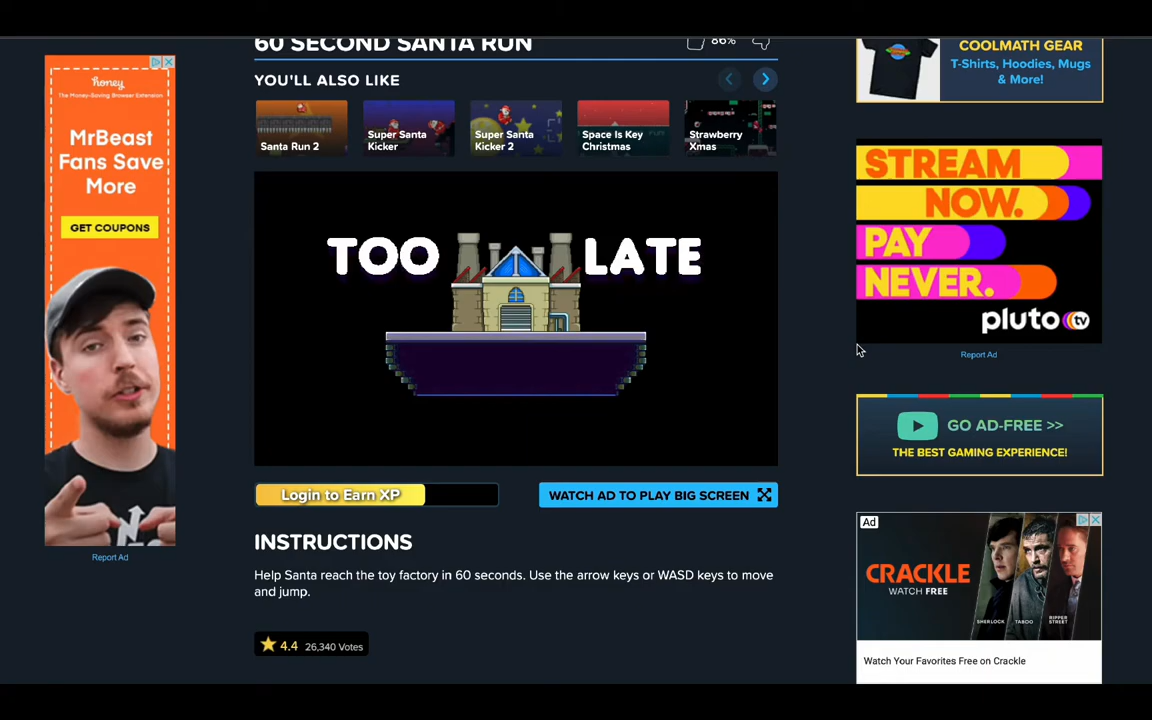 60 SECOND SANTA RUN
86%
YOU'LL ALSO LIKE
Santa Run 2
Super Santa
Kicker
Super Santa
Kicker 2
Space Is Key
Christmas
Strawberry
Xmas
TOO LATE
Login to Earn XP
WATCH AD TO PLAY BIG SCREEN
INSTRUCTIONS
Help Santa reach the toy factory in 60 seconds. Use the arrow keys or WASD keys to move
and jump.
4.4 26,340 Votes
honey
The Money-Saving Browser Extension
MrBeast
Fans Save
More
GET COUPONS
Report Ad
COOLMATH GEAR
T-Shirts, Hoodies, Mugs
& More!
STREAM
NOW.
PAY
NEVER.
pluto tv
Report Ad
GO AD-FREE >>
THE BEST GAMING EXPERIENCE!
Ad
CRACKLE
WATCH FREE
SHERLOCK
TABOO
RIPPER
STREET
Watch Your Favorites Free on Crackle